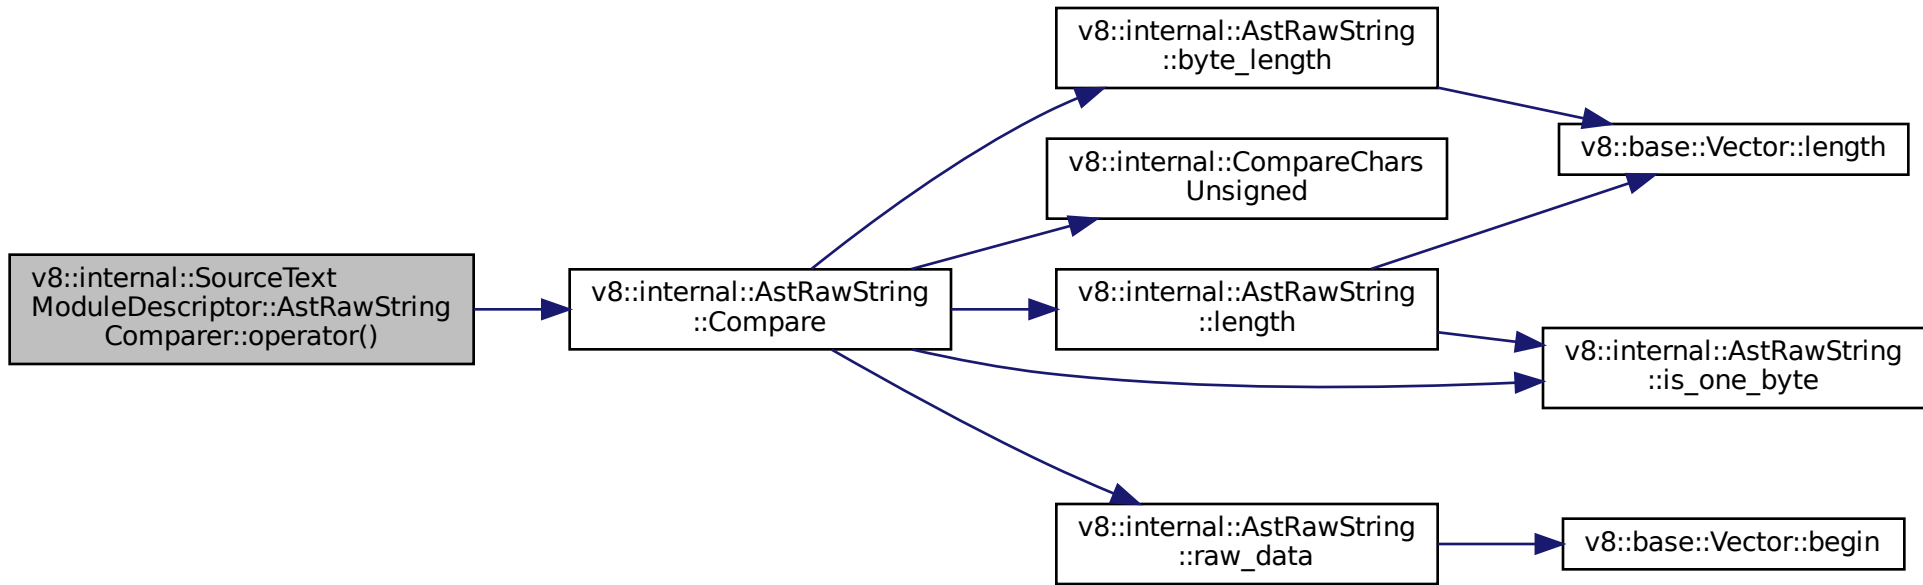 v8::internal::SourceText
ModuleDescriptor::AstRawString
Comparer::operator()
v8::internal::AstRawString
::Compare
v8::internal::AstRawString
::byte_length
v8::internal::CompareChars
Unsigned
v8::internal::AstRawString
::length
v8::internal::AstRawString
::raw_data
v8::base::Vector::length
v8::internal::AstRawString
::is_one_byte
v8::base::Vector::begin